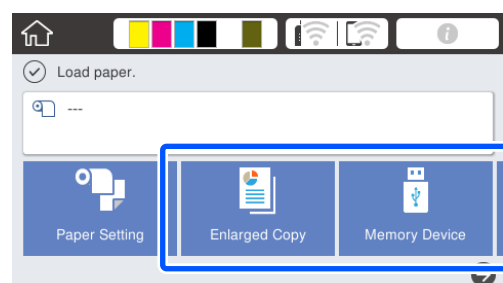 Load paper.
---
Paper Setting
Enlarged Copy
Memory Device